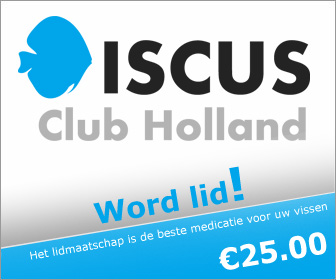 ISCUS
Club Holland
Word lid!
Het lidmaatschap is de beste medicatie voor uw vissen
€25.00